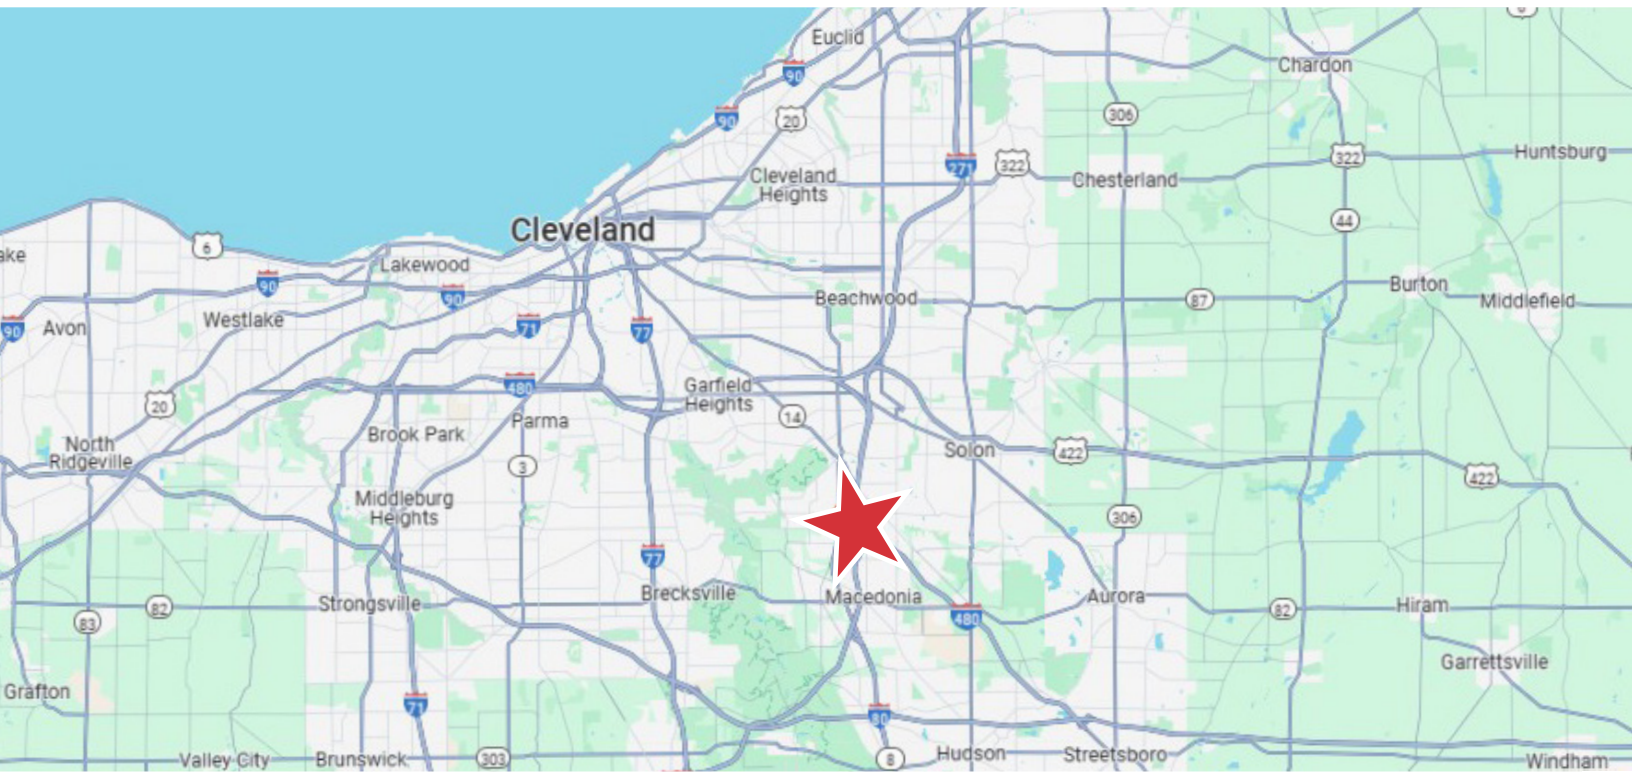 6
Euclid
Chardon
90
90
20
306
Cleveland
Heights
271
322
322
Huntsburg
Chesterland
44
Cleveland
ake
6
Lakewood
90
90
Beachwood
87
Burton
Middlefield
90
Avon
Westlake
71
77
480
Garfield
Heights
20
14
Parma
Brook Park
North
Ridgeville
3
Solon
422
422
Middleburg
Heights
306
77
Brecksville
Macedonia
Aurora
82
Strongsville
480
82
Hiram
83
Garrettsville
Grafton
71
80
Valley City
Brunswick
303
8
Hudson
Streetsboro
Windham